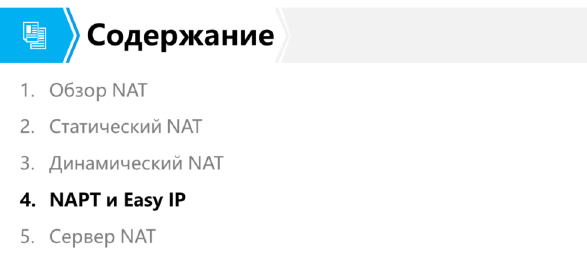 Содержание
1. Обзор NAT
2. Статический NAT
3. Динамический NAT
4. NAPT и Easy IP
5. Сервер NAT